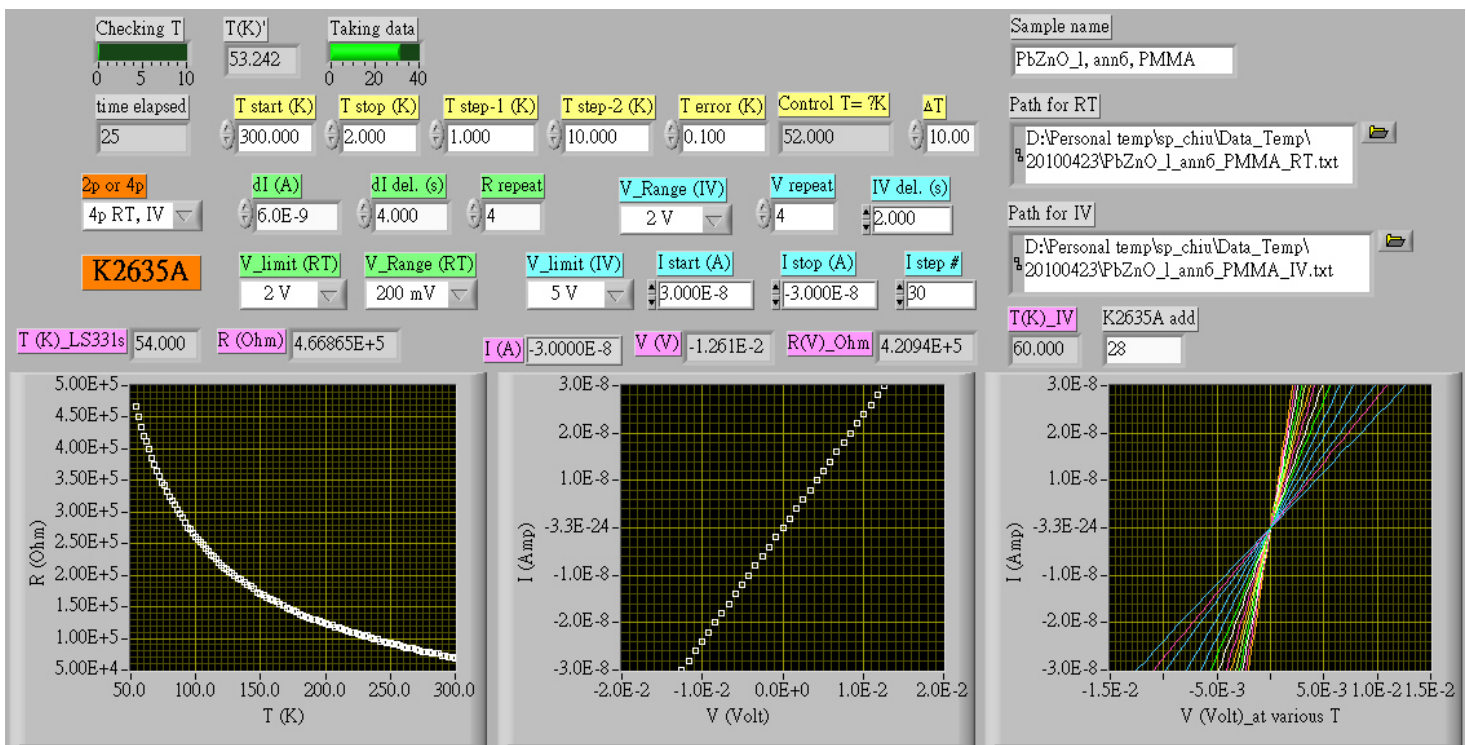 Checking T
T(K)'
Taking data
Sample name
53.242
PbZnO_l, ann6, PMMA
0 5 10
0 20 40
time elapsed
T start (K)
T stop (K)
T step-1 (K)
T step-2 (K)
T error (K)
Control T= ?K
ΔT
Path for RT
25
300.000
2.000
1.000
10.000
0.100
52.000
10.00
D:\Personal temp\sp_chiu\Data_Temp\
20100423\PbZnO_l_ann6_PMMA_RT.txt
2p or 4p
dI (A)
dI del. (s)
R repeat
V_Range (IV)
V repeat
IV del. (s)
4p RT, IV
6.0E-9
4.000
4
2 V
4
2.000
Path for IV
D:\Personal temp\sp_chiu\Data_Temp\
20100423\PbZnO_l_ann6_PMMA_IV.txt
K2635A
V_limit (RT)
V_Range (RT)
V_limit (IV)
I start (A)
I stop (A)
I step #
2 V
200 mV
5 V
3.000E-8
-3.000E-8
30
T(K)_IV
K2635A add
60.000
28
T (K)_LS331s
54.000
R (Ohm)
4.66865E+5
I (A)
-3.0000E-8
V (V)
-1.261E-2
R(V)_Ohm
4.2094E+5
5.00E+5
4.50E+5
4.00E+5
3.50E+5
3.00E+5
2.50E+5
2.00E+5
1.50E+5
1.00E+5
5.00E+4
R (Ohm)
50.0 100.0 150.0 200.0 250.0 300.0
T (K)
3.0E-8
2.0E-8
1.0E-8
-3.3E-24
-1.0E-8
-2.0E-8
-3.0E-8
I (Amp)
-2.0E-2 -1.0E-2 0.0E+0 1.0E-2 2.0E-2
V (Volt)
3.0E-8
2.0E-8
1.0E-8
-3.3E-24
-1.0E-8
-2.0E-8
-3.0E-8
I (Amp)
-1.5E-2 -5.0E-3 5.0E-3 1.0E-2 1.5E-2
V (Volt)_at various T